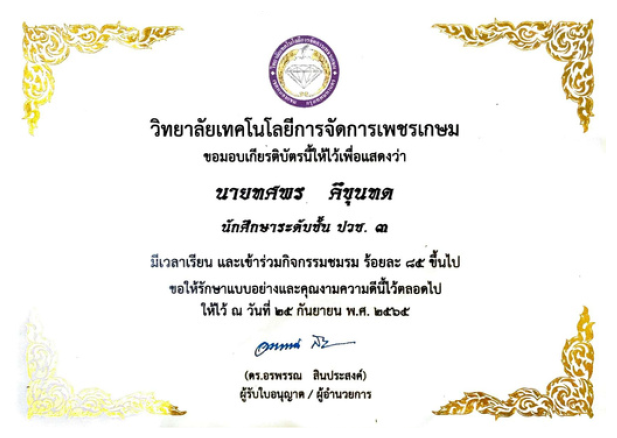 วิทยาลัยเทคโนโลยีการจัดการเพชรเกษม
ขอมอบเกียรติบัตรนี้ให้ไว้เพื่อแสดงว่า
นายทศพร คีขุนทด
นักศึกษาระดับชั้น ปวช. ๓
มีเวลาเรียน และเข้าร่วมกิจกรรมชมรม ร้อยละ ๘๕ ขึ้นไป
ขอให้รักษาแบบอย่างและคุณงามความดีนี้ไว้ตลอดไป
ให้ไว้ ณ วันที่ ๒๕ กันยายน พ.ศ. ๒๕๖๕
(ดร.อรพรรณ สินประสงค์)
ผู้รับใบอนุญาต / ผู้อำนวยการ